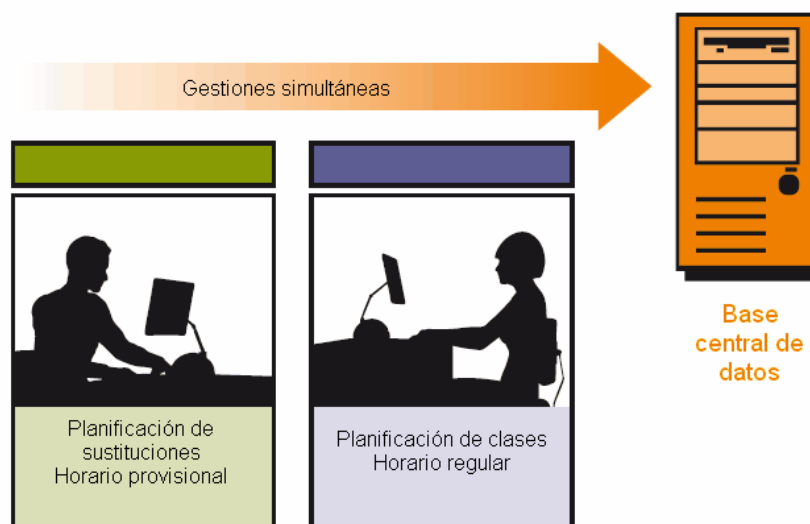 Gestiones simultáneas
Planificación de
sustituciones
Horario provisional
Planificación de clases
Horario regular
Base
central de
datos